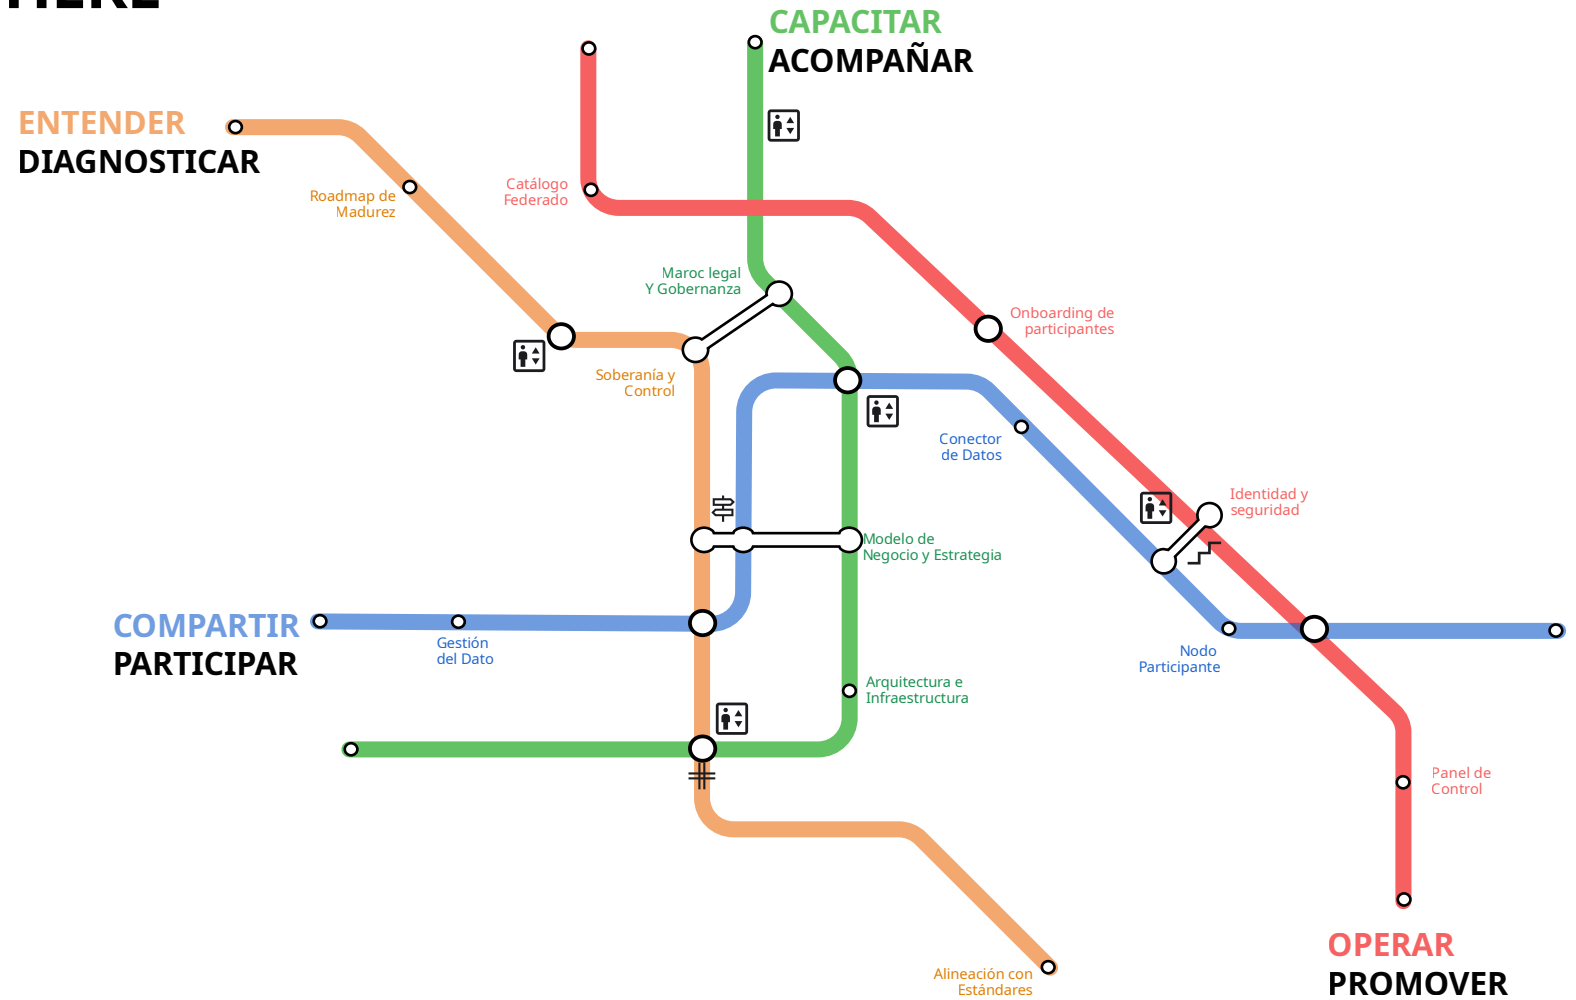 CAPACITAR
ACOMPAÑAR
ENTENDER
DIAGNOSTICAR
Roadmap de
Madurez
Catálogo
Federado
Maroc legal
Y Gobernanza
Onboarding de
participantes
Soberanía y
Control
Conector
de Datos
Identidad y
seguridad
Modelo de
Negocio y Estrategia
COMPARTIR
PARTICIPAR
Gestión
del Dato
Nodo
Participante
Arquitectura e
Infraestructura
Panel de
Control
OPERAR
PROMOVER
Alineación con
Estándares